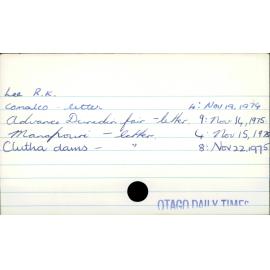 Lee R.K.
Comalco - letter 4: Nov 19, 1974
Advance Dunedin fair - letter 9: Nov 14, 1975
Manapouri - letter 4: Nov 15, 1975
Clutha dams - " 8: Nov 22, 1975
OTAGO DAILY TIMES